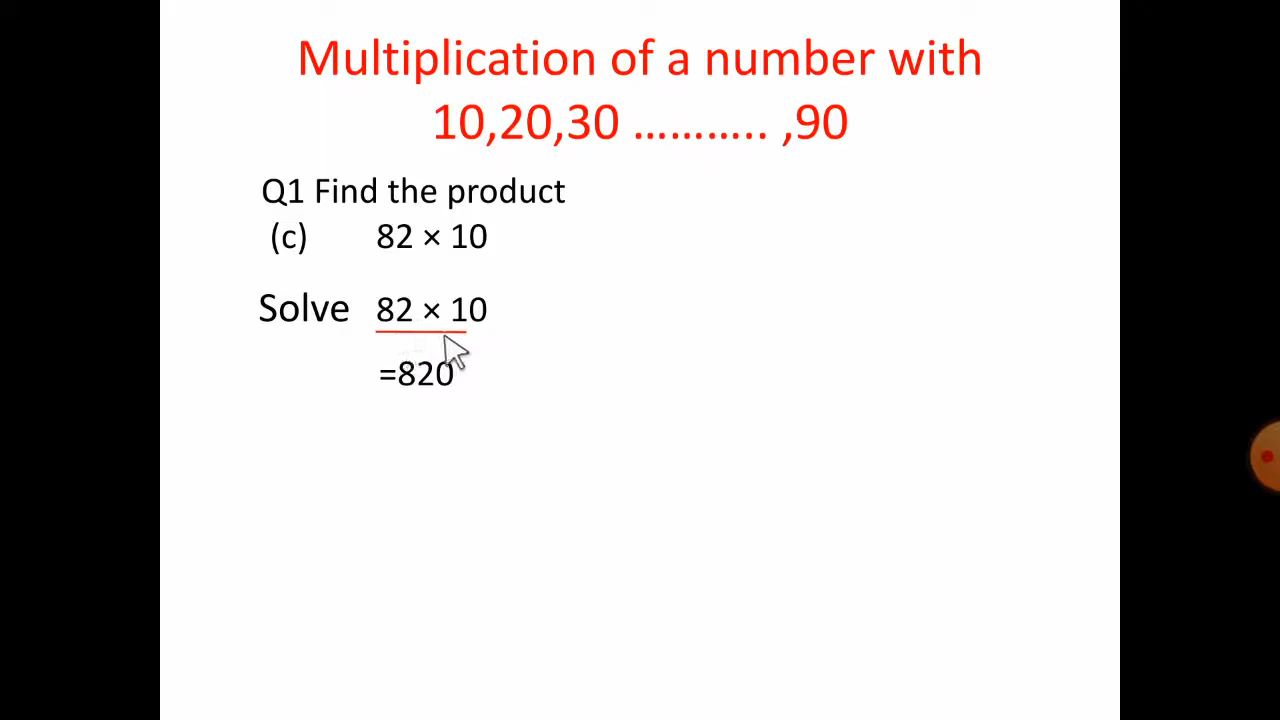 Multiplication of a number with
10,20,30 ……….. ,90
Q1 Find the product
(c) 82 × 10
Solve 82 × 10
=820